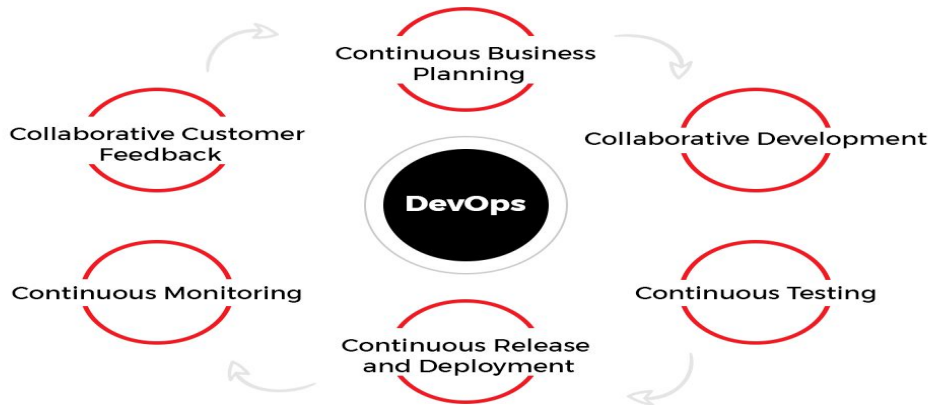 Continuous Business
Planning
Collaborative Development
Continuous Testing
Continuous Release
and Deployment
Continuous Monitoring
Collaborative Customer
Feedback
DevOps